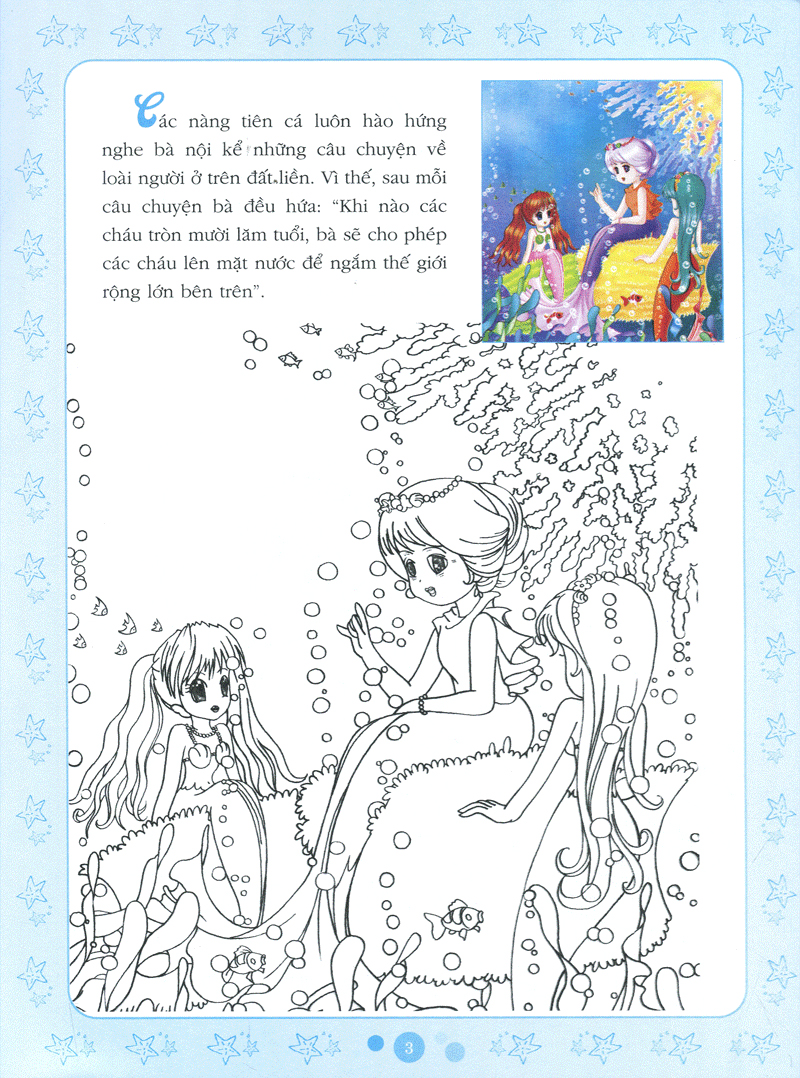 Các nàng tiên cá luôn hào hứng
nghe bà nội kể những câu chuyện về
loài người ở trên đất liền. Vì thế, sau mỗi
câu chuyện bà đều hứa: “Khi nào các
cháu tròn mười lăm tuổi, bà sẽ cho phép
các cháu lên mặt nước để ngắm thế giới
rộng lớn bên trên”.
3